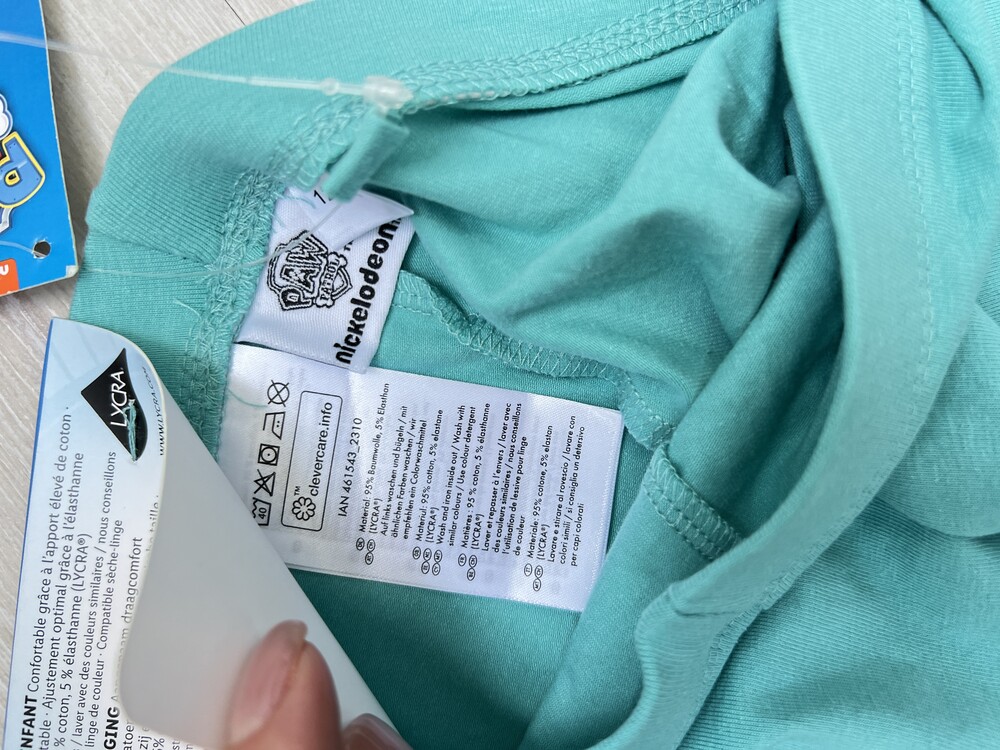 PAW
PATROL
nickelodeon
40
clevercare.info
IAN 461543_2310
Material: 95% Baumwolle, 5% Elasthan
(LYCRA®)
Auf links waschen und bügeln / mit
ähnlichen Farben waschen / wir
empfehlen ein Colorwaschmittel
Material: 95% cotton, 5% elastane
(LYCRA®)
Wash and iron inside out / Wash with
similar colours / Use colour detergent
Matières : 95 % coton, 5 % élasthanne
(LYCRA®)
Laver et repasser à l'envers / laver avec
des couleurs similaires / nous conseillons
l'utilisation de lessive pour linge
de couleur
Materiale: 95% cotone, 5% elastan
(LYCRA®)
Lavare e stirare al rovescio / lavare con
colori simili / si consiglia un detersivo
per capi colorati
LYCRA
www.LYCRA.co
NFANT Confortable grâce à l'apport élevé de coton ·
table · Ajustement optimal grâce à l'élasthanne
% coton, 5 % élasthanne (LYCRA®)
/ laver avec des couleurs similaires / nous conseillons
linge de couleur · Compatible sèche-linge
GING
draagcomfort